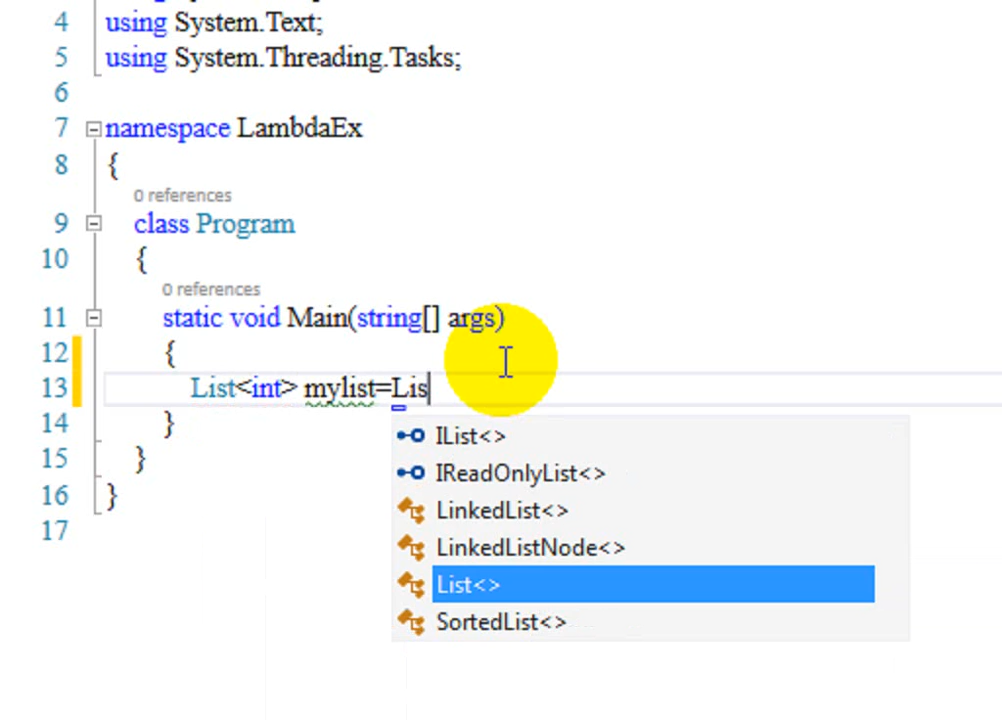 4 using System.Text;
5 using System.Threading.Tasks;
6
7 namespace LambdaEx
8 {
0 references
9 class Program
10 {
0 references
11 static void Main(string[] args)
12 {
13 List<int> mylist=Lis
14 }
15 }
16 }
17
IList<>
IReadOnlyList<>
LinkedList<>
LinkedListNode<>
List<>
SortedList<>